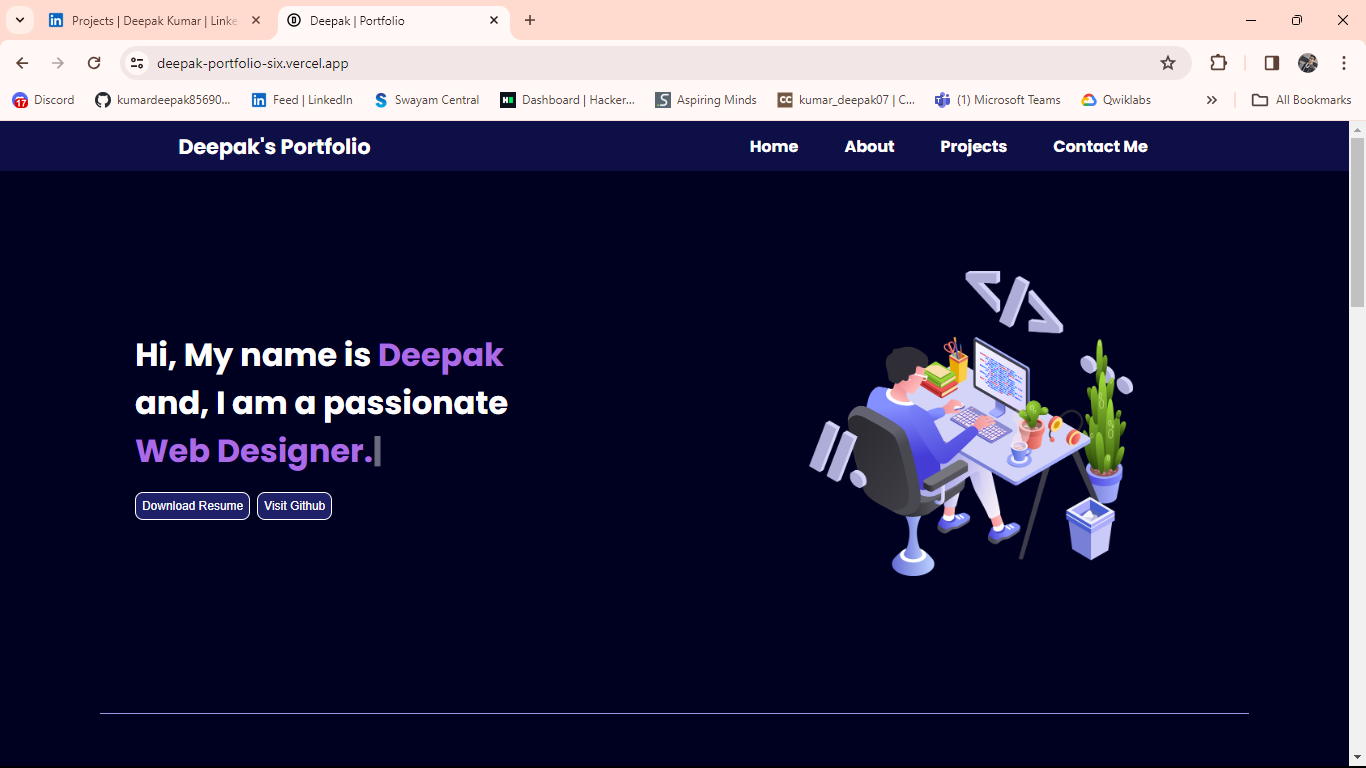 Projects | Deepak Kumar | Linke
Deepak | Portfolio
deepak-portfolio-six.vercel.app
17
Discord
kumardeepak85690...
in
Feed | LinkedIn
Swayam Central
Dashboard | Hacker...
Aspiring Minds
CC
kumar_deepak07 | C...
(1) Microsoft Teams
Qwiklabs
All Bookmarks
Deepak's Portfolio
Home
About
Projects
Contact Me
Hi, My name is Deepak
and, I am a passionate
Web Designer.
Download Resume
Visit Github
</>